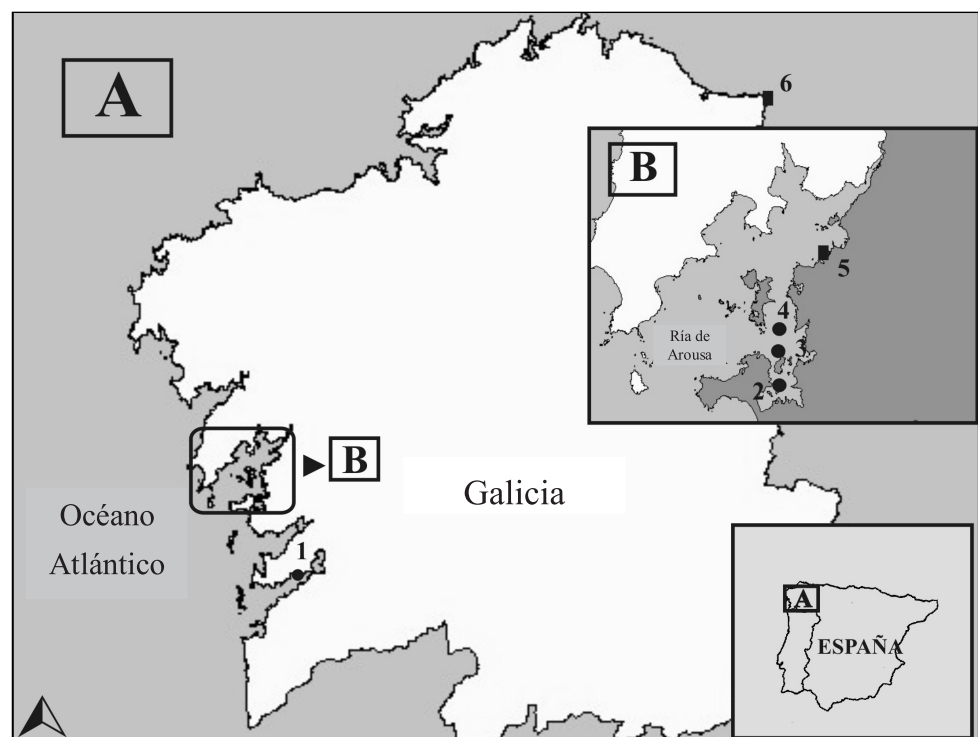 A
6
B
5
4
Ría de
Arousa
3
2
B
Galicia
Océano
Atlántico
1
A
ESPAÑA